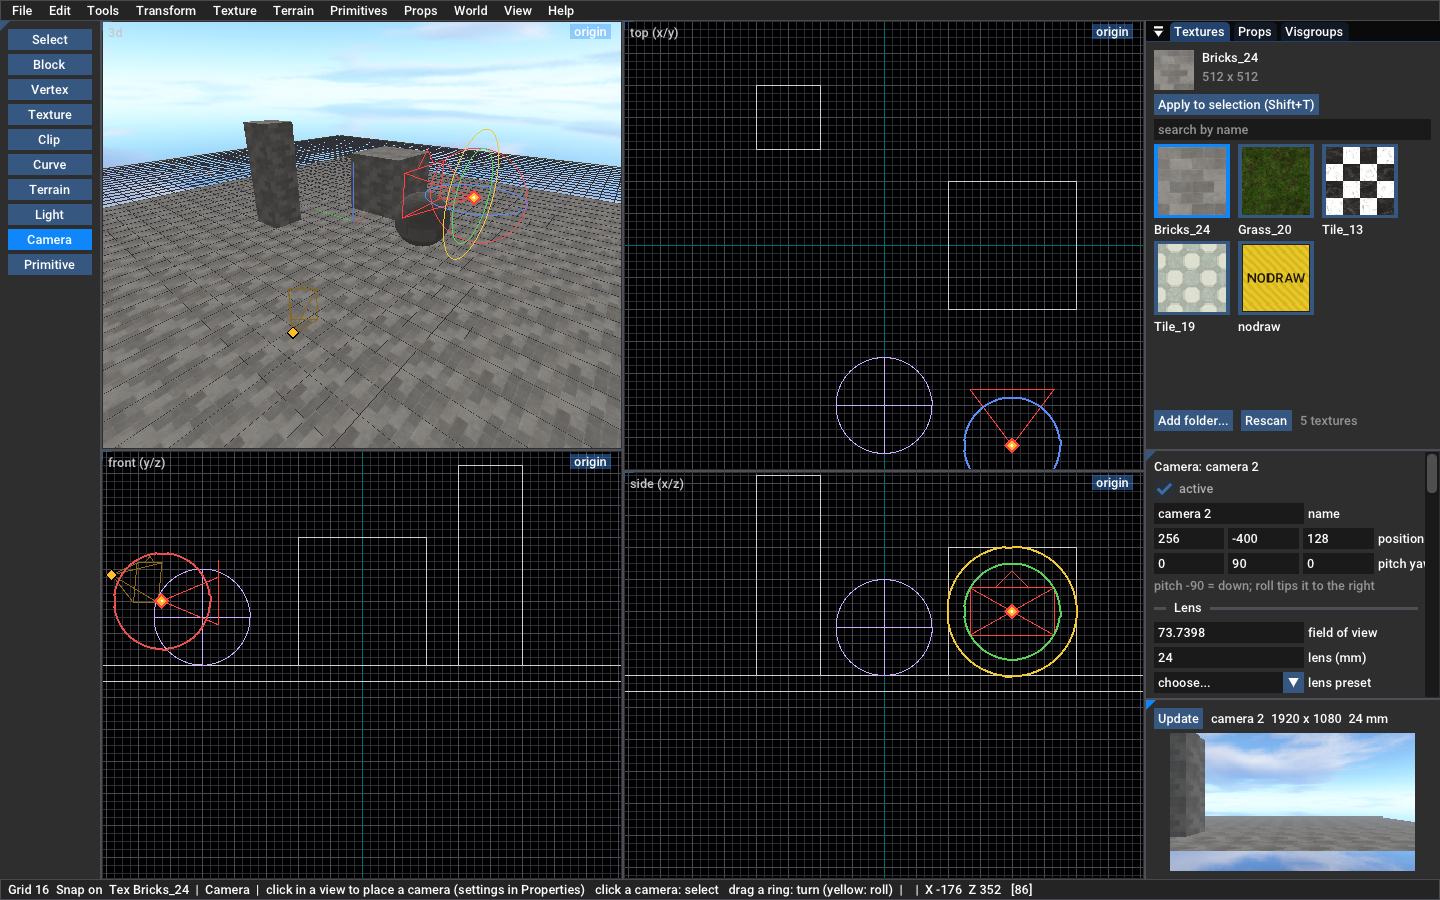 File Edit Tools Transform Texture Terrain Primitives Props World View Help
Select
Block
Vertex
Texture
Clip
Curve
Terrain
Light
Camera
Primitive
3d origin
top (x/y) origin
front (y/z) origin
side (x/z) origin
Textures Props Visgroups
Bricks_24
512 x 512
Apply to selection (Shift+T)
search by name
Bricks_24 Grass_20 Tile_13
NODRAW
Tile_19 nodraw
Add folder... Rescan 5 textures
Camera: camera 2
active
camera 2 name
256 -400 128 position
0 90 0 pitch ya
pitch -90 = down; roll tips it to the right
Lens
73.7398 field of view
24 lens (mm)
choose... lens preset
Update camera 2 1920 x 1080 24 mm
Grid 16 Snap on Tex Bricks_24 | Camera | click in a view to place a camera (settings in Properties) click a camera: select drag a ring: turn (yellow: roll) | | X -176 Z 352 [86]